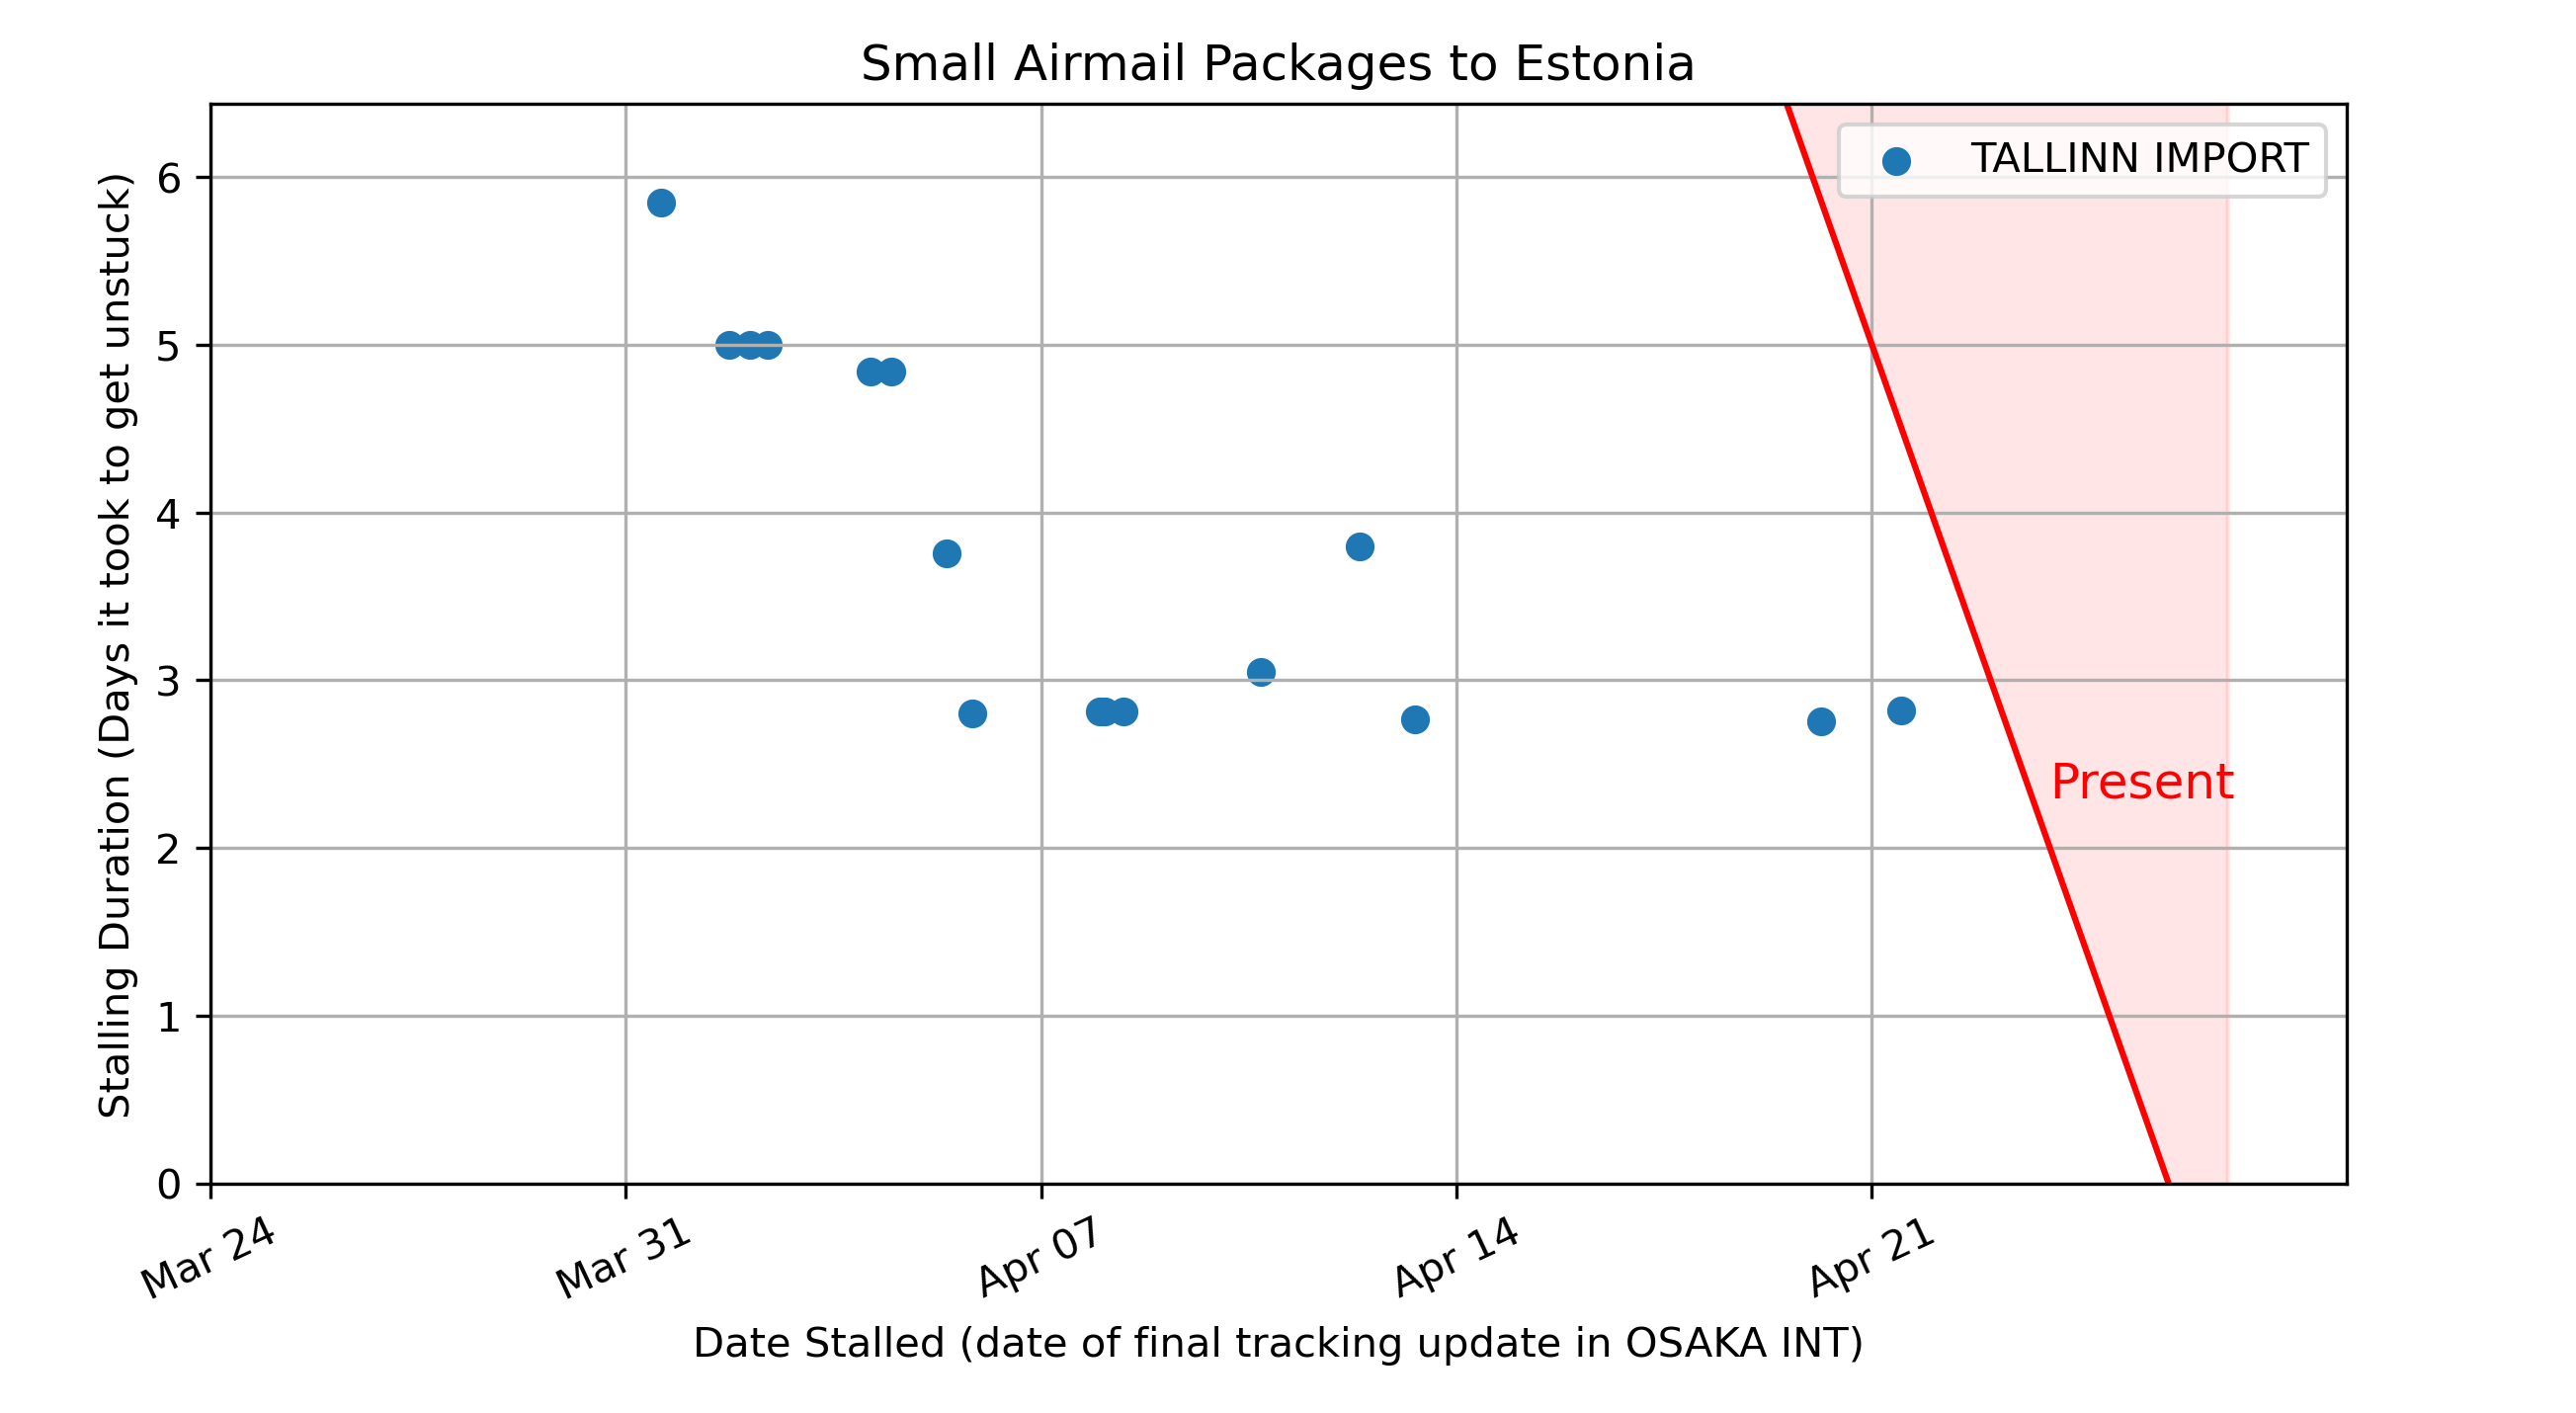 Small Airmail Packages to Estonia
TALLINN IMPORT
Present
Stalling Duration (Days it took to get unstuck)
6
5
4
3
2
1
0
Mar 24
Mar 31
Apr 07
Apr 14
Apr 21
Date Stalled (date of final tracking update in OSAKA INT)